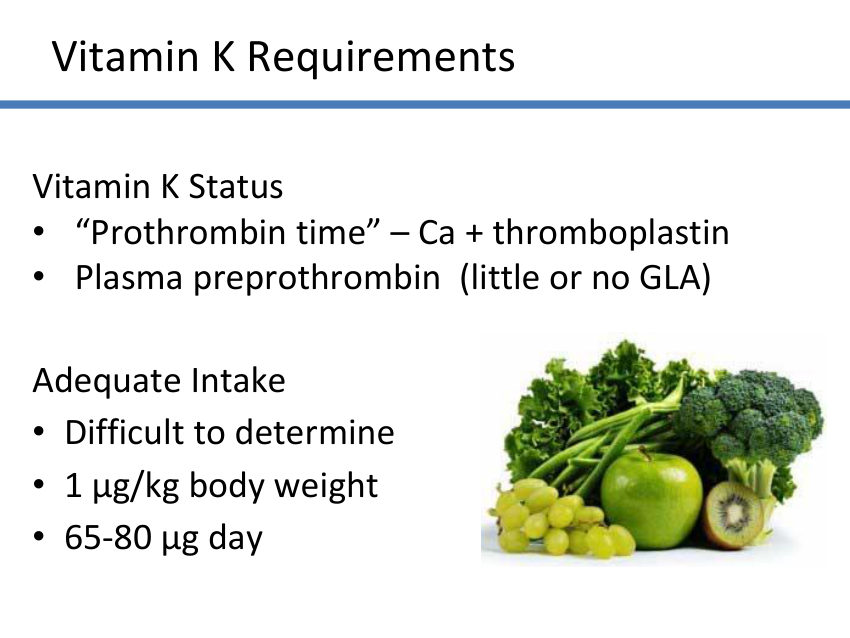 Vitamin K Requirements
Vitamin K Status
• “Prothrombin time” – Ca + thromboplastin
• Plasma preprothrombin (little or no GLA)
Adequate Intake
• Difficult to determine
• 1 µg/kg body weight
• 65-80 µg day